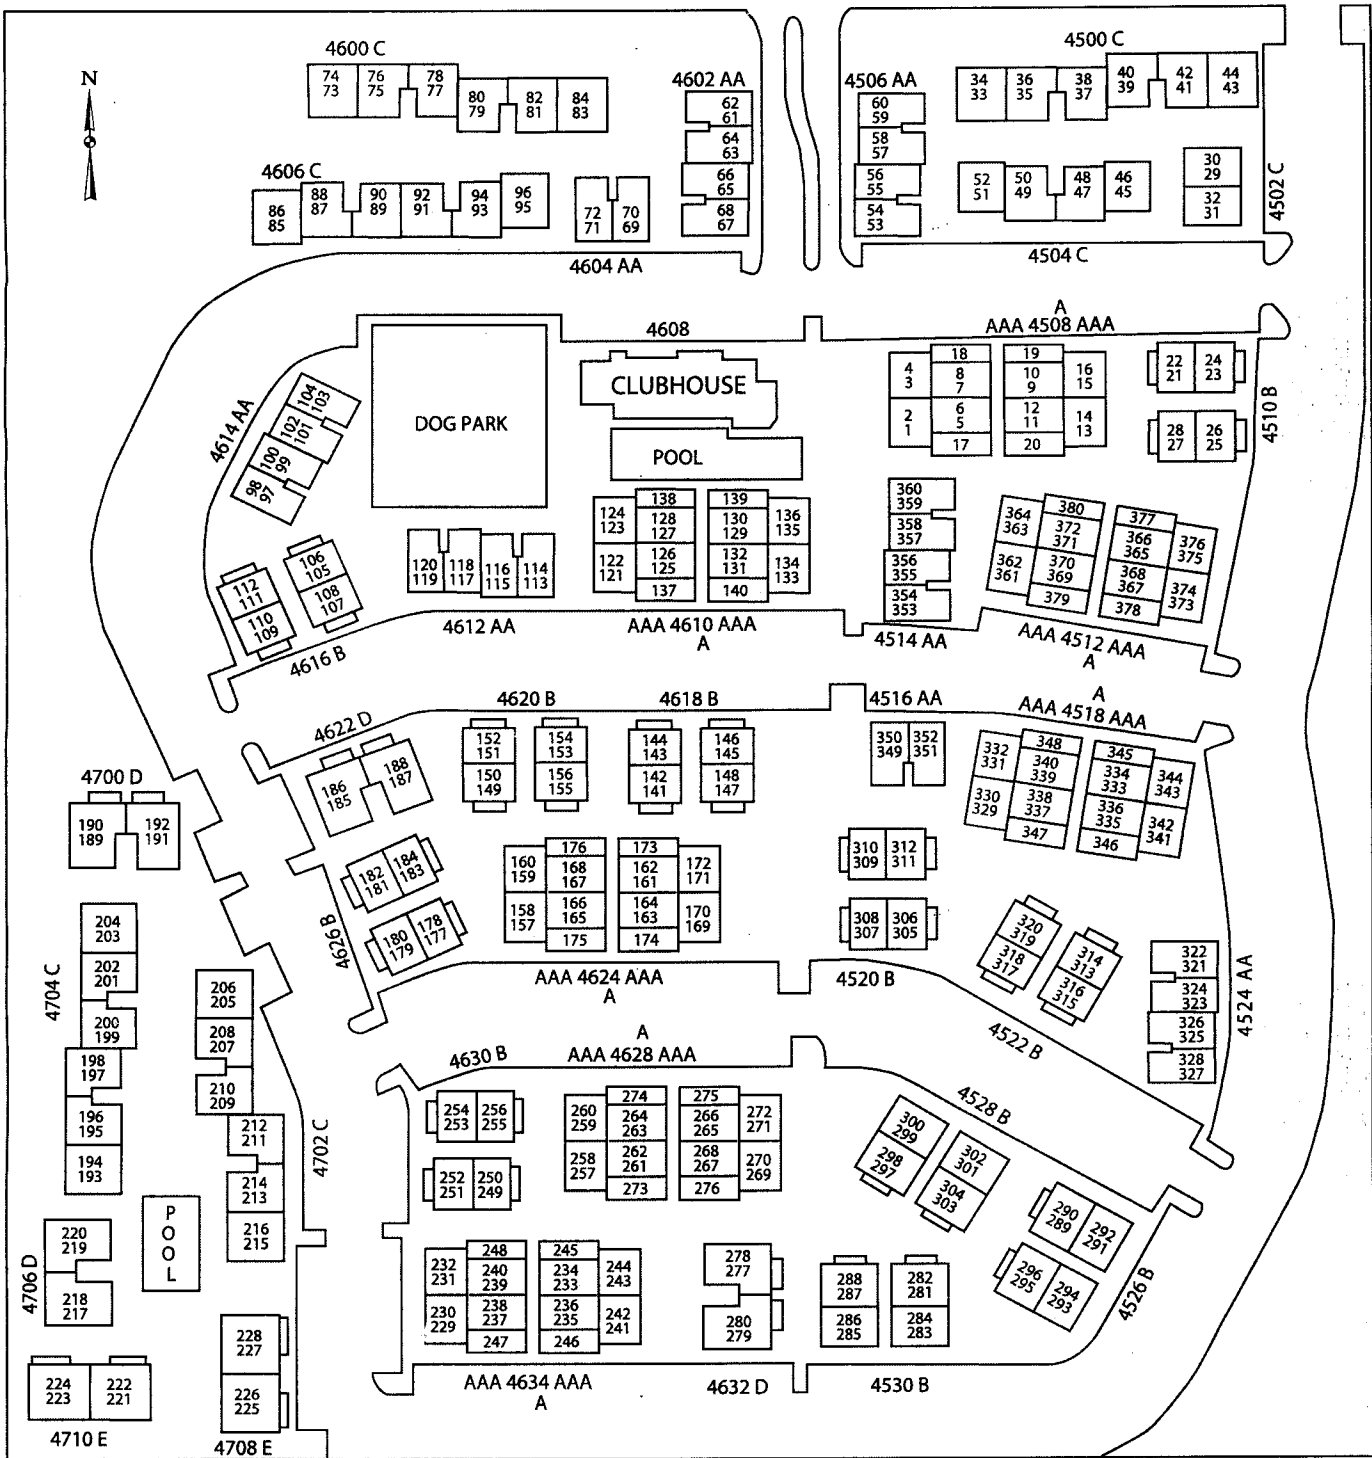 N
4600 C
74 76 78
73 75 77
80 82 84
79 81 83
4602 AA
62
61
64
63
66
65
68
67
4606 C
86 88 90 92 94 96
85 87 89 91 93 95
72 70
71 69
4604 AA
4500 C
34 36 38 40 42 44
33 35 37 39 41 43
4506 AA
60
59
58
57
56
55
54
53
52 50 48 46
51 49 47 45
30
29
32
31
4502 C
4504 C
4608
CLUBHOUSE
POOL
DOG PARK
A
AAA 4508 AAA
4 18 19 16
3 8 10 15
7 9
2 6 12 14
1 5 11 13
17 20
22 24
21 23
28 26
27 25
4510 B
4614 AA
104
103
102
101
100
99
98
97
112 106
111 105
110 108
109 107
4616 B
120 118 116 114
119 117 115 113
4612 AA
124 138 139 136
123 128 130 135
127 129
122 126 132 134
121 125 131 133
137 140
AAA 4610 AAA
A
360
359
358
357
356
355
354
353
4514 AA
364 380 377 376
363 372 366 375
371 365
362 370 368 374
361 369 367 373
379 378
AAA 4512 AAA
A
4622 D
186 188
185 187
4620 B
152 154
151 153
150 156
149 155
4618 B
144 146
143 145
142 148
141 147
4516 AA
350 352
349 351
A
AAA 4518 AAA
332 348 345 344
331 340 334 343
339 333
330 338 336 342
329 337 335 341
347 346
4700 D
190 192
189 191
182 184
181 183
180 178
179 177
4626 B
160 176 173 172
159 168 162 171
167 161
158 166 164 170
157 165 163 169
175 174
AAA 4624 AAA
A
310 312
309 311
308 306
307 305
4520 B
320 314
319 313
318 316
317 315
4522 B
322
321
324
323
326
325
328
327
4524 AA
4704 C
204
203
202
201
200
199
198
197
196
195
194
193
206
205
208
207
210
209
212
211
214
213
216
215
4702 C
4630 B
254 256
253 255
252 250
251 249
A
AAA 4628 AAA
260 274 275 272
259 264 266 271
263 265
258 262 268 270
257 261 267 269
273 276
4528 B
300 302
299 301
298 304
297 303
290 292
289 291
296 294
295 293
4526 B
POOL
4706 D
220
219
218
217
224 222
223 221
4710 E
228
227
226
225
4708 E
232 248 245 244
231 240 234 243
239 233
230 238 236 242
229 237 235 241
247 246
AAA 4634 AAA
A
278
277
280
279
4632 D
288 282
287 281
286 284
285 283
4530 B